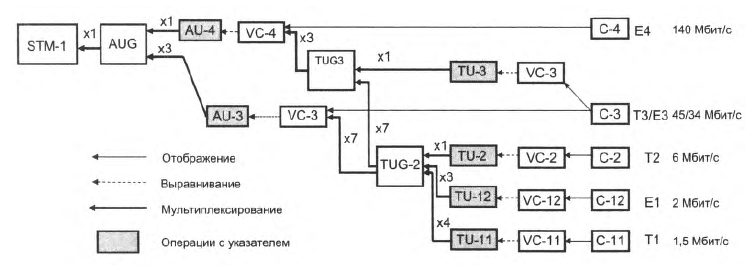 STM-1 x1 AUG x1 AU-4 VC-4 C-4 E4 140 Мбит/с
x3 x3 TUG3 x1 TU-3 VC-3
AU-3 VC-3 C-3 T3/E3 45/34 Мбит/с
x7 x7 TUG-2 x1 TU-2 VC-2 C-2 T2 6 Мбит/с
x3 TU-12 VC-12 C-12 E1 2 Мбит/с
x4 TU-11 VC-11 C-11 T1 1,5 Мбит/с
Отображение
Выравнивание
Мультиплексирование
Операции с указателем